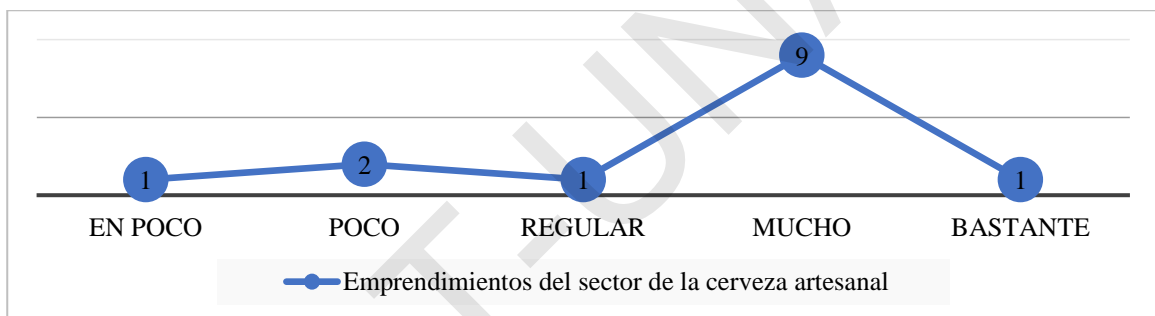 1
2
1
9
1
EN POCO POCO REGULAR MUCHO BASTANTE
Emprendimientos del sector de la cerveza artesanal